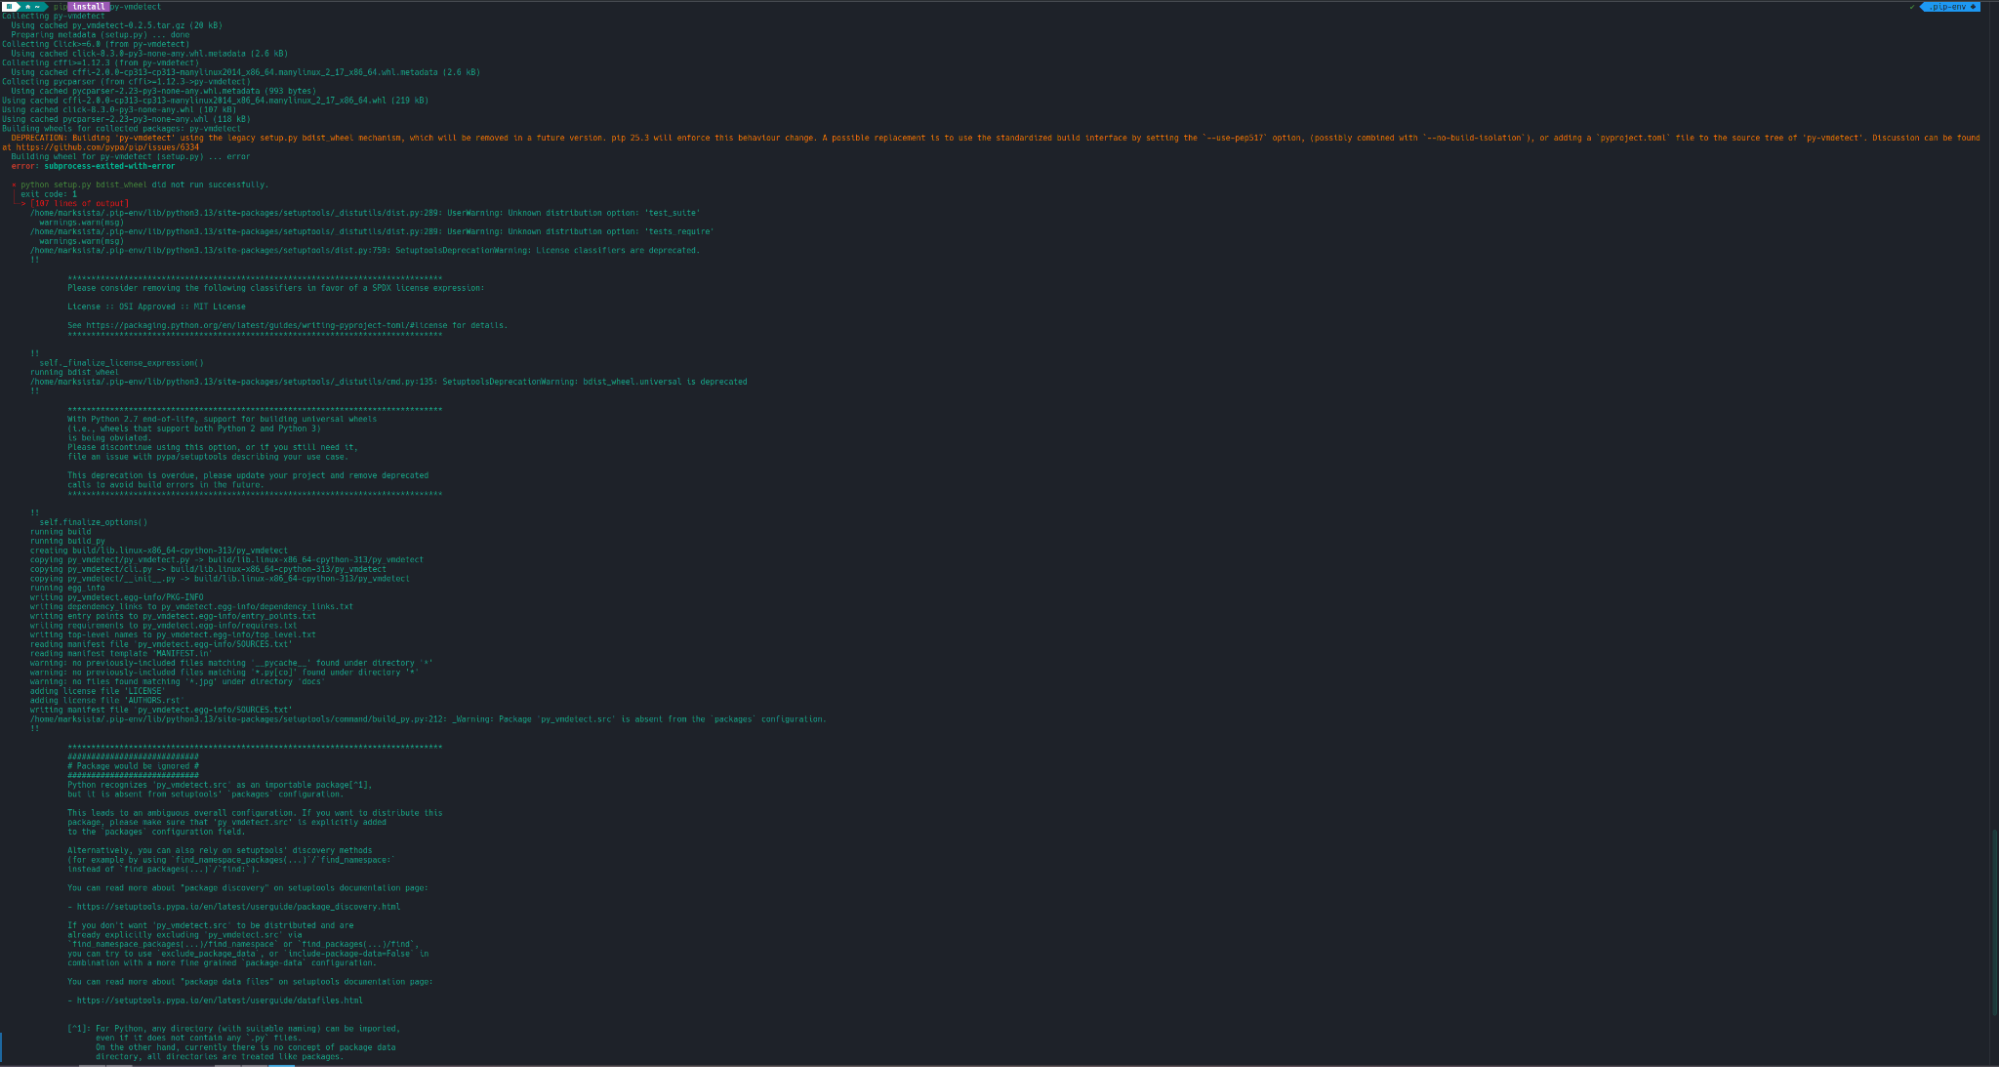 pip install py-vmdetect
.pip-env
Collecting py-vmdetect
Using cached py_vmdetect-0.2.5.tar.gz (20 kB)
Preparing metadata (setup.py) ... done
Collecting Click>=6.0 (from py-vmdetect)
Using cached click-8.3.0-py3-none-any.whl.metadata (2.6 kB)
Collecting cffi>=1.12.3 (from py-vmdetect)
Using cached cffi-2.0.0-cp313-cp313-manylinux2014_x86_64.manylinux_2_17_x86_64.whl.metadata (2.6 kB)
Collecting pycparser (from cffi>=1.12.3->py-vmdetect)
Using cached pycparser-2.23-py3-none-any.whl.metadata (993 bytes)
Using cached cffi-2.0.0-cp313-cp313-manylinux2014_x86_64.manylinux_2_17_x86_64.whl (219 kB)
Using cached click-8.3.0-py3-none-any.whl (107 kB)
Using cached pycparser-2.23-py3-none-any.whl (118 kB)
Building wheels for collected packages: py-vmdetect
DEPRECATION: Building 'py-vmdetect' using the legacy setup.py bdist_wheel mechanism, which will be removed in a future version. pip 25.3 will enforce this behaviour change. A possible replacement is to use the standardized build interface by setting the `--use-pep517` option, (possibly combined with `--no-build-isolation`), or adding a `pyproject.toml` file to the source tree of 'py-vmdetect'. Discussion can be found
at https://github.com/pypa/pip/issues/6334
Building wheel for py-vmdetect (setup.py) ... error
error: subprocess-exited-with-error
× python setup.py bdist_wheel did not run successfully.
│ exit code: 1
╰─> [107 lines of output]
/home/marksista/.pip-env/lib/python3.13/site-packages/setuptools/_distutils/dist.py:289: UserWarning: Unknown distribution option: 'test_suite'
warnings.warn(msg)
/home/marksista/.pip-env/lib/python3.13/site-packages/setuptools/_distutils/dist.py:289: UserWarning: Unknown distribution option: 'tests_require'
warnings.warn(msg)
/home/marksista/.pip-env/lib/python3.13/site-packages/setuptools/dist.py:759: SetuptoolsDeprecationWarning: License classifiers are deprecated.
!!
********************************************************************************
Please consider removing the following classifiers in favor of a SPDX license expression:
License :: OSI Approved :: MIT License
See https://packaging.python.org/en/latest/guides/writing-pyproject-toml/#license for details.
********************************************************************************
!!
self._finalize_license_expression()
running bdist_wheel
/home/marksista/.pip-env/lib/python3.13/site-packages/setuptools/_distutils/cmd.py:135: SetuptoolsDeprecationWarning: bdist_wheel.universal is deprecated
!!
********************************************************************************
With Python 2.7 end-of-life, support for building universal wheels
(i.e., wheels that support both Python 2 and Python 3)
is being obviated.
Please discontinue using this option, or if you still need it,
file an issue with pypa/setuptools describing your use case.
This deprecation is overdue, please update your project and remove deprecated
calls to avoid build errors in the future.
********************************************************************************
!!
self.finalize_options()
running build
running build_py
creating build/lib.linux-x86_64-cpython-313/py_vmdetect
copying py_vmdetect/py_vmdetect.py -> build/lib.linux-x86_64-cpython-313/py_vmdetect
copying py_vmdetect/cli.py -> build/lib.linux-x86_64-cpython-313/py_vmdetect
copying py_vmdetect/__init__.py -> build/lib.linux-x86_64-cpython-313/py_vmdetect
running egg_info
writing py_vmdetect.egg-info/PKG-INFO
writing dependency_links to py_vmdetect.egg-info/dependency_links.txt
writing entry points to py_vmdetect.egg-info/entry_points.txt
writing requirements to py_vmdetect.egg-info/requires.txt
writing top-level names to py_vmdetect.egg-info/top_level.txt
reading manifest file 'py_vmdetect.egg-info/SOURCES.txt'
reading manifest template 'MANIFEST.in'
warning: no previously-included files matching '__pycache__' found under directory '*'
warning: no previously-included files matching '*.py[co]' found under directory '*'
warning: no files found matching '*.jpg' under directory 'docs'
adding license file 'LICENSE'
adding license file 'AUTHORS.rst'
writing manifest file 'py_vmdetect.egg-info/SOURCES.txt'
/home/marksista/.pip-env/lib/python3.13/site-packages/setuptools/command/build_py.py:212: _Warning: Package 'py_vmdetect.src' is absent from the `packages` configuration.
!!
********************************************************************************
############################
# Package would be ignored #
############################
Python recognizes 'py_vmdetect.src' as an importable package[^1],
but it is absent from setuptools' `packages` configuration.
This leads to an ambiguous overall configuration. If you want to distribute this
package, please make sure that 'py_vmdetect.src' is explicitly added
to the `packages` configuration field.
Alternatively, you can also rely on setuptools' discovery methods
(for example by using `find_namespace_packages(...)`/`find_namespace:`
instead of `find_packages(...)`/`find:`).
You can read more about "package discovery" on setuptools documentation page:
- https://setuptools.pypa.io/en/latest/userguide/package_discovery.html
If you don't want 'py_vmdetect.src' to be distributed and are
already explicitly excluding 'py_vmdetect.src' via
`find_namespace_packages(...)/find_namespace` or `find_packages(...)/find`,
you can try to use `exclude_package_data`, or `include-package-data=False` in
combination with a more fine grained `package-data` configuration.
You can read more about "package data files" on setuptools documentation page:
- https://setuptools.pypa.io/en/latest/userguide/datafiles.html
[^1]: For Python, any directory (with suitable naming) can be imported,
even if it does not contain any `.py` files.
On the other hand, currently there is no concept of package data
directory, all directories are treated like packages.